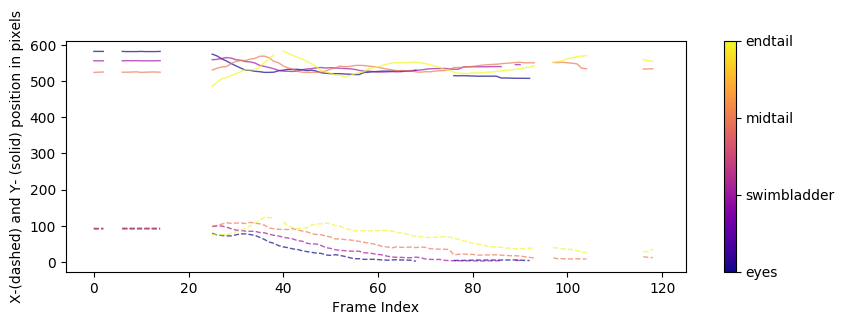 X-(dashed) and Y- (solid) position in pixels
600
500
400
300
200
100
0
0
20
40
60
80
100
120
Frame Index
endtail
midtail
swimbladder
eyes